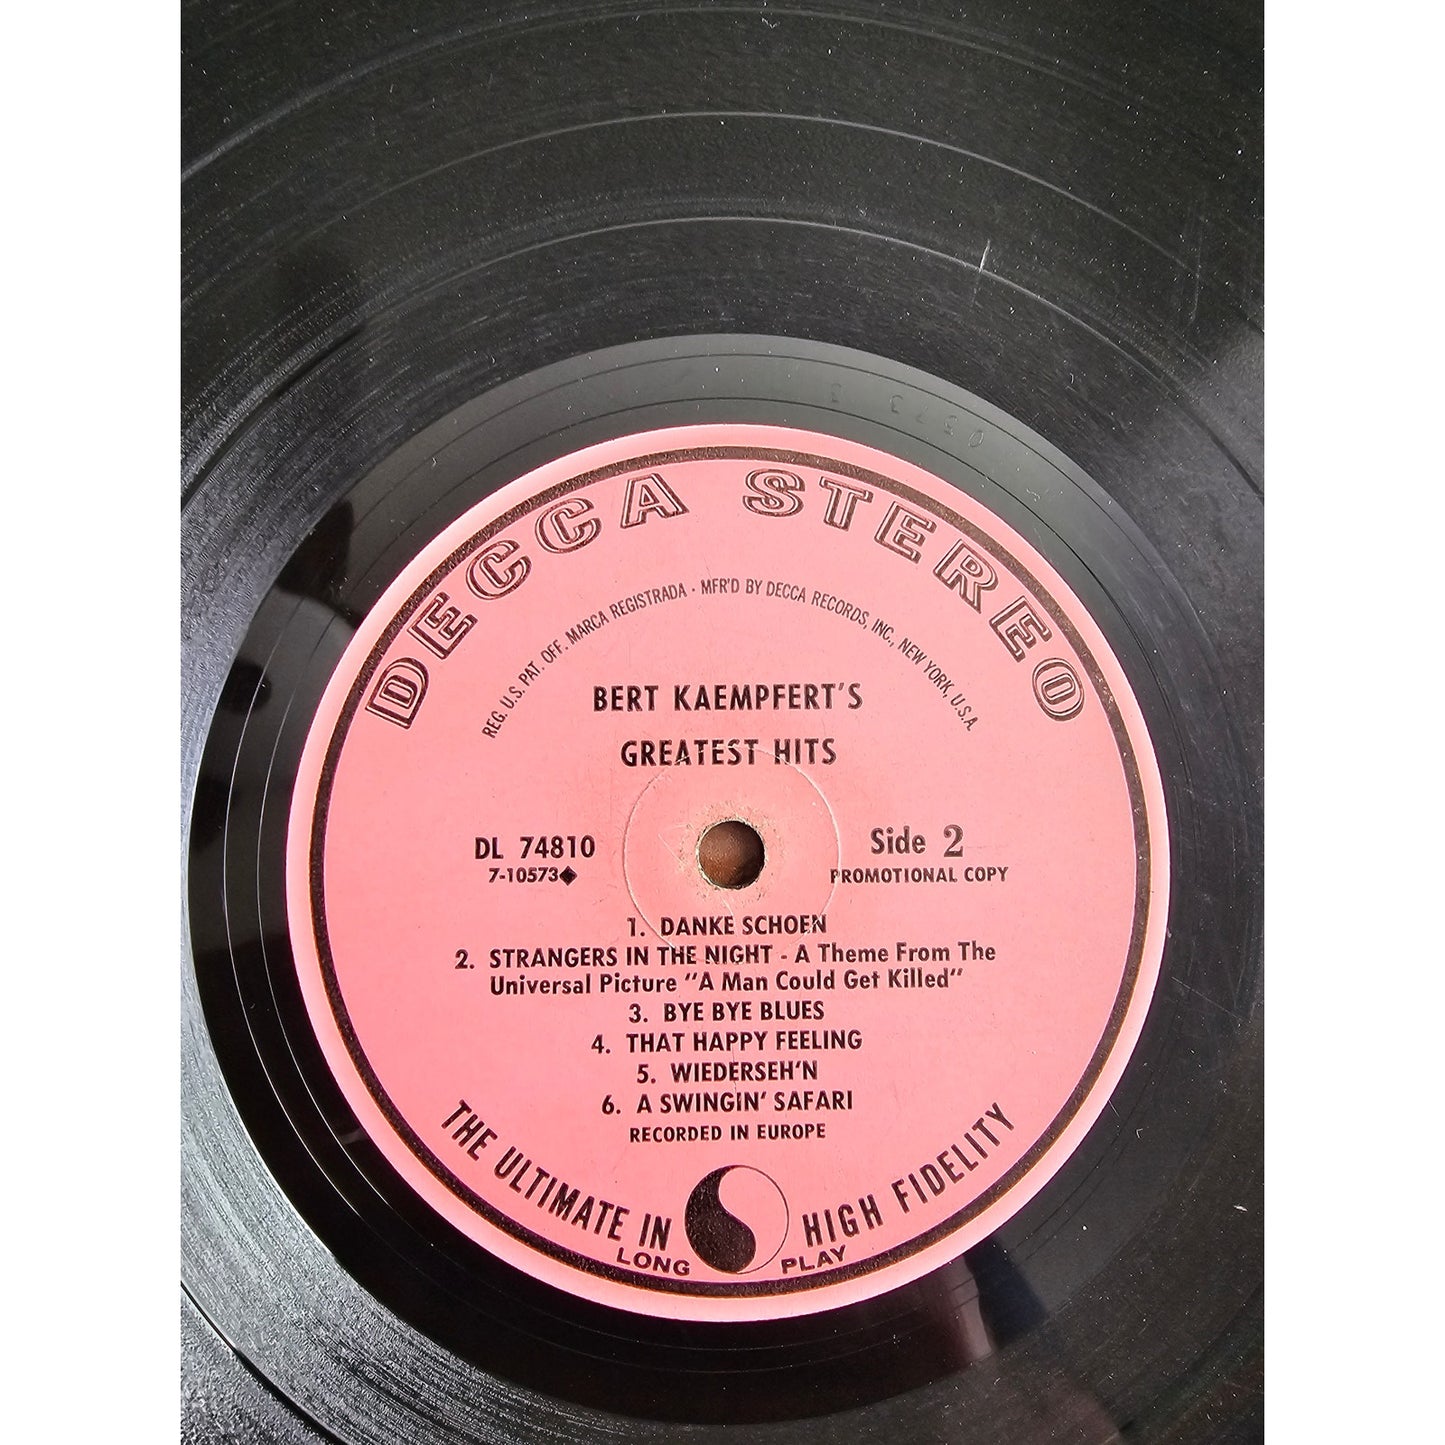 DECCA STEREO
REG. U.S. PAT. OFF. MARCA REGISTRADA · MFR'D BY DECCA RECORDS, INC., NEW YORK, U.S.A.
BERT KAEMPFERT'S
GREATEST HITS
DL 74810
7-10573◆
Side 2
PROMOTIONAL COPY
1. DANKE SCHOEN
2. STRANGERS IN THE NIGHT - A Theme From The
Universal Picture "A Man Could Get Killed"
3. BYE BYE BLUES
4. THAT HAPPY FEELING
5. WIEDERSEH'N
6. A SWINGIN' SAFARI
RECORDED IN EUROPE
THE ULTIMATE IN HIGH FIDELITY
LONG PLAY